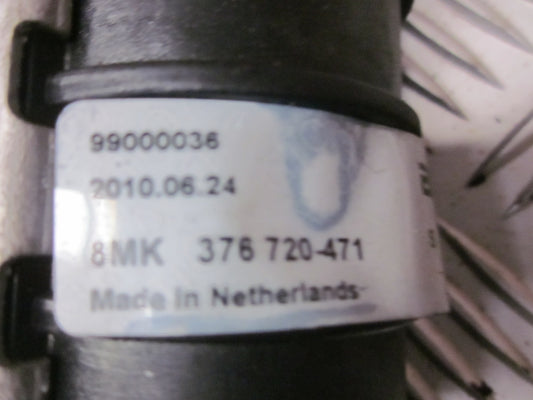 99000036
2010.06.24
8MK 376 720-471
Made in Netherlands